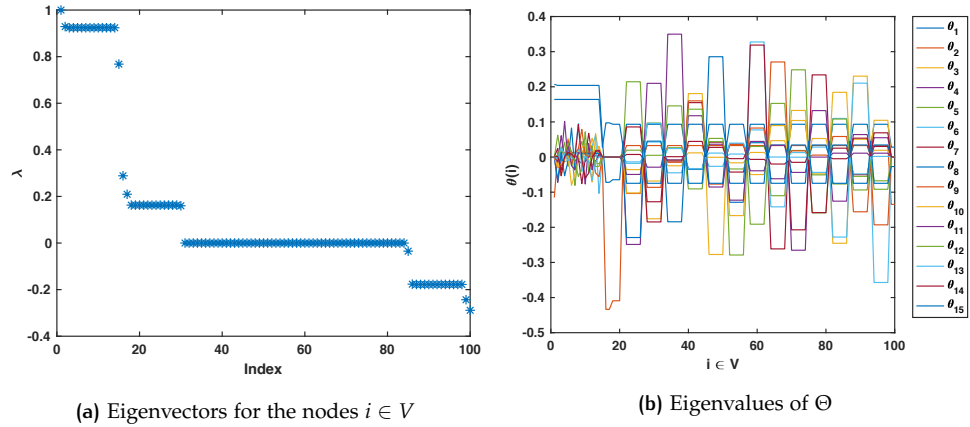 1
0.8
0.6
0.4
0.2
0
-0.2
-0.4
λ
0 20 40 60 80 100
Index
(a) Eigenvectors for the nodes i ∈ V
0.4
0.3
0.2
0.1
0
-0.1
-0.2
-0.3
-0.4
-0.5
θ(i)
0 20 40 60 80 100
i ∈ V
θ₁
θ₂
θ₃
θ₄
θ₅
θ₆
θ₇
θ₈
θ₉
θ₁₀
θ₁₁
θ₁₂
θ₁₃
θ₁₄
θ₁₅
(b) Eigenvalues of Θ